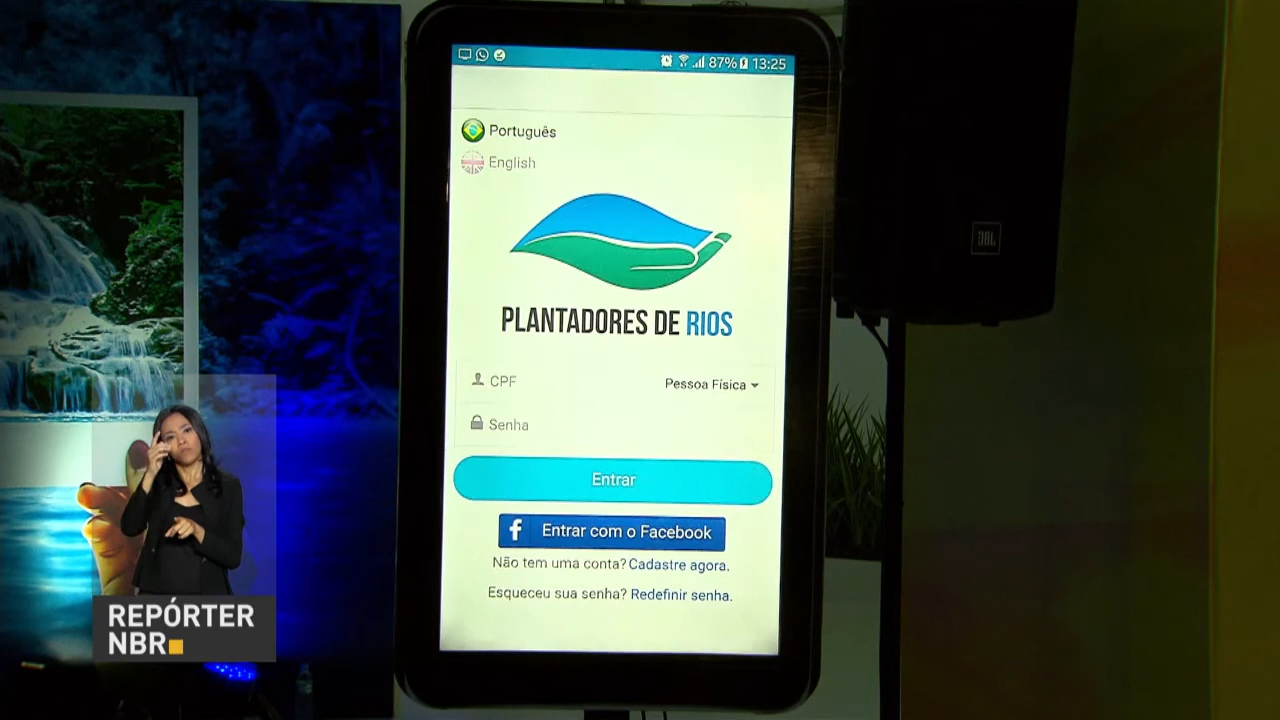 87% 13:25
Português
English
JBL
PLANTADORES DE RIOS
CPF
Pessoa Física
Senha
Entrar
f Entrar com o Facebook
Não tem uma conta? Cadastre agora.
Esqueceu sua senha? Redefinir senha.
REPÓRTER
NBR